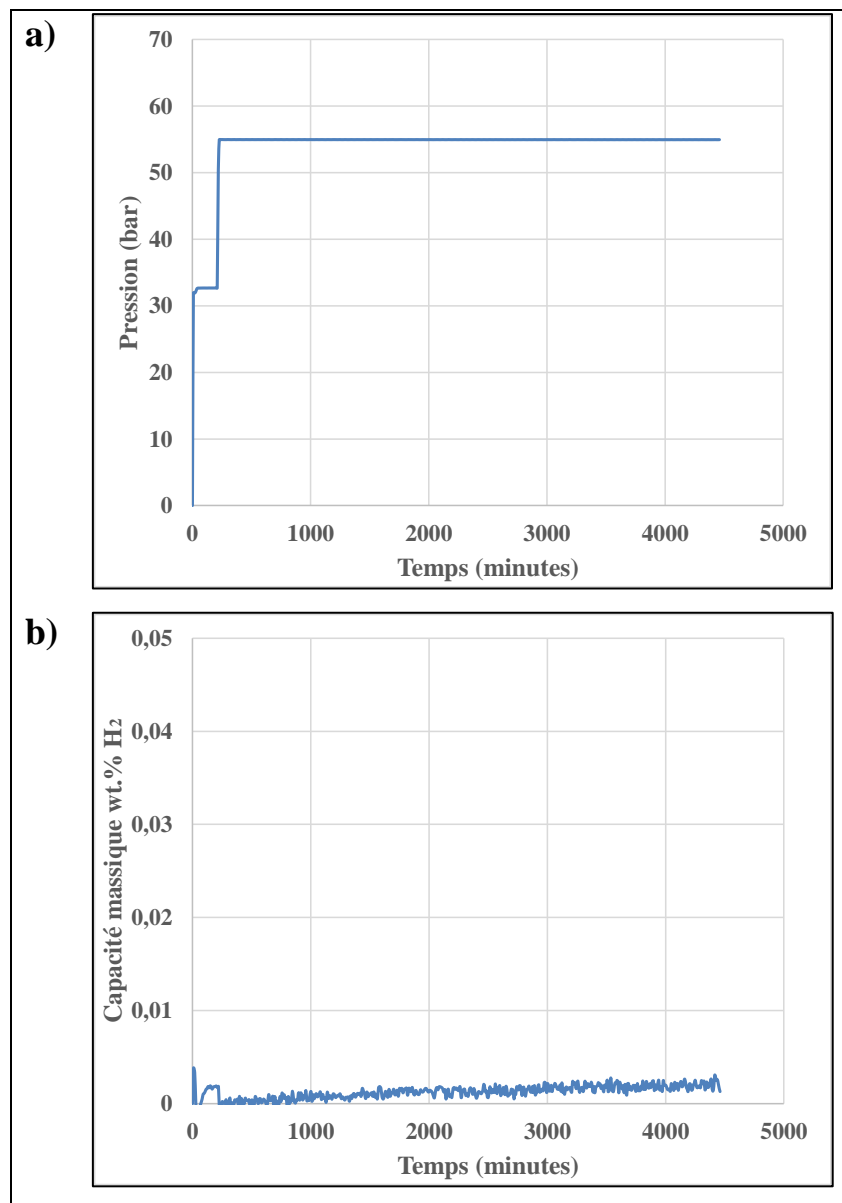 a)
70
60
50
40
30
20
10
0
Pression (bar)
0 1000 2000 3000 4000 5000
Temps (minutes)
b)
0,05
0,04
0,03
0,02
0,01
0
Capacité massique wt.% H₂
0 1000 2000 3000 4000 5000
Temps (minutes)